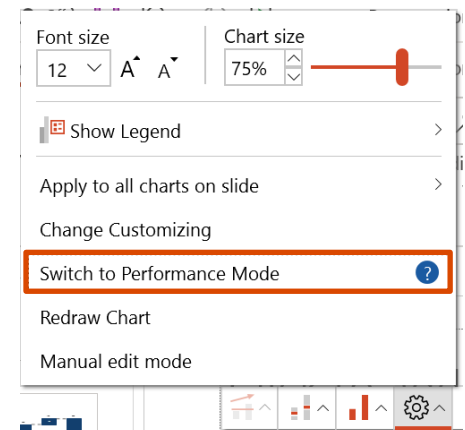 Font size
Chart size
12
A
A
75%
Show Legend
Apply to all charts on slide
Change Customizing
Switch to Performance Mode
?
Redraw Chart
Manual edit mode